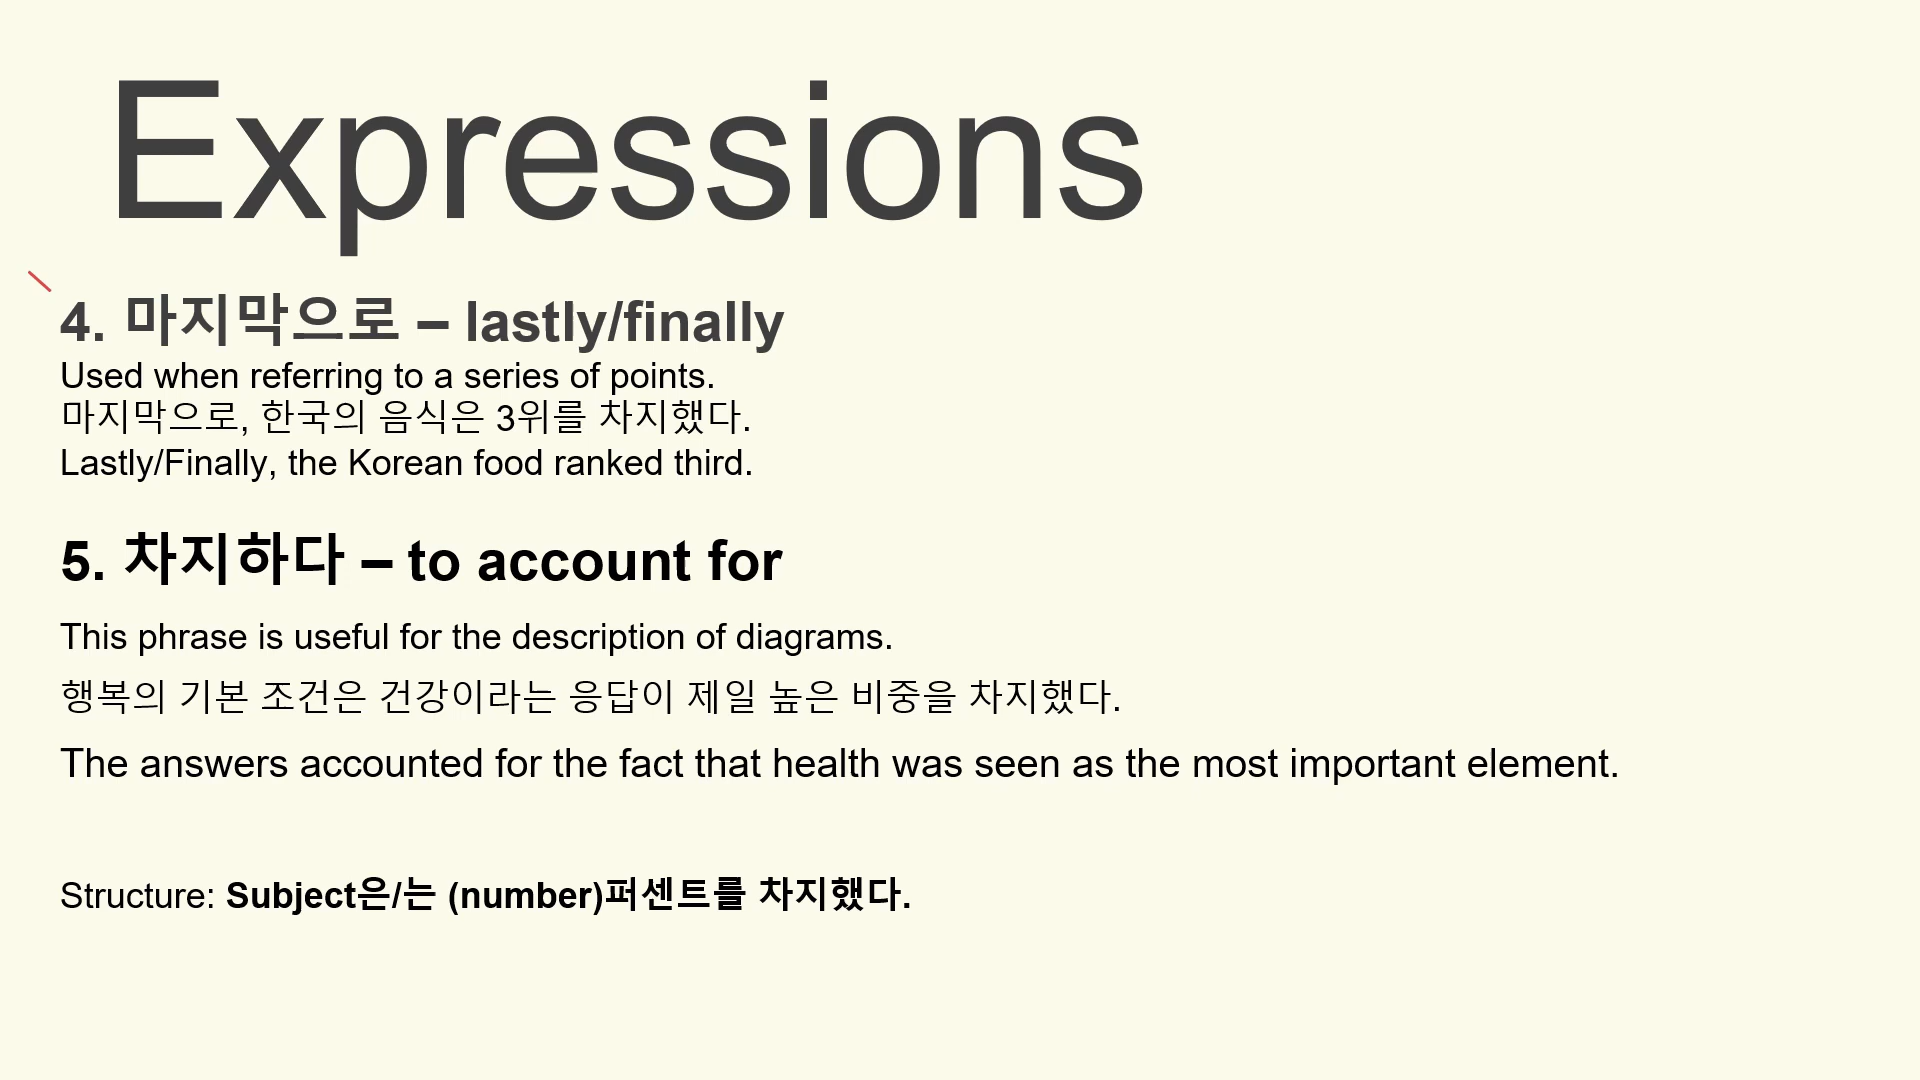 Expressions
4. 마지막으로 – lastly/finally
Used when referring to a series of points.
마지막으로, 한국의 음식은 3위를 차지했다.
Lastly/Finally, the Korean food ranked third.
5. 차지하다 – to account for
This phrase is useful for the description of diagrams.
행복의 기본 조건은 건강이라는 응답이 제일 높은 비중을 차지했다.
The answers accounted for the fact that health was seen as the most important element.
Structure: Subject은/는 (number)퍼센트를 차지했다.